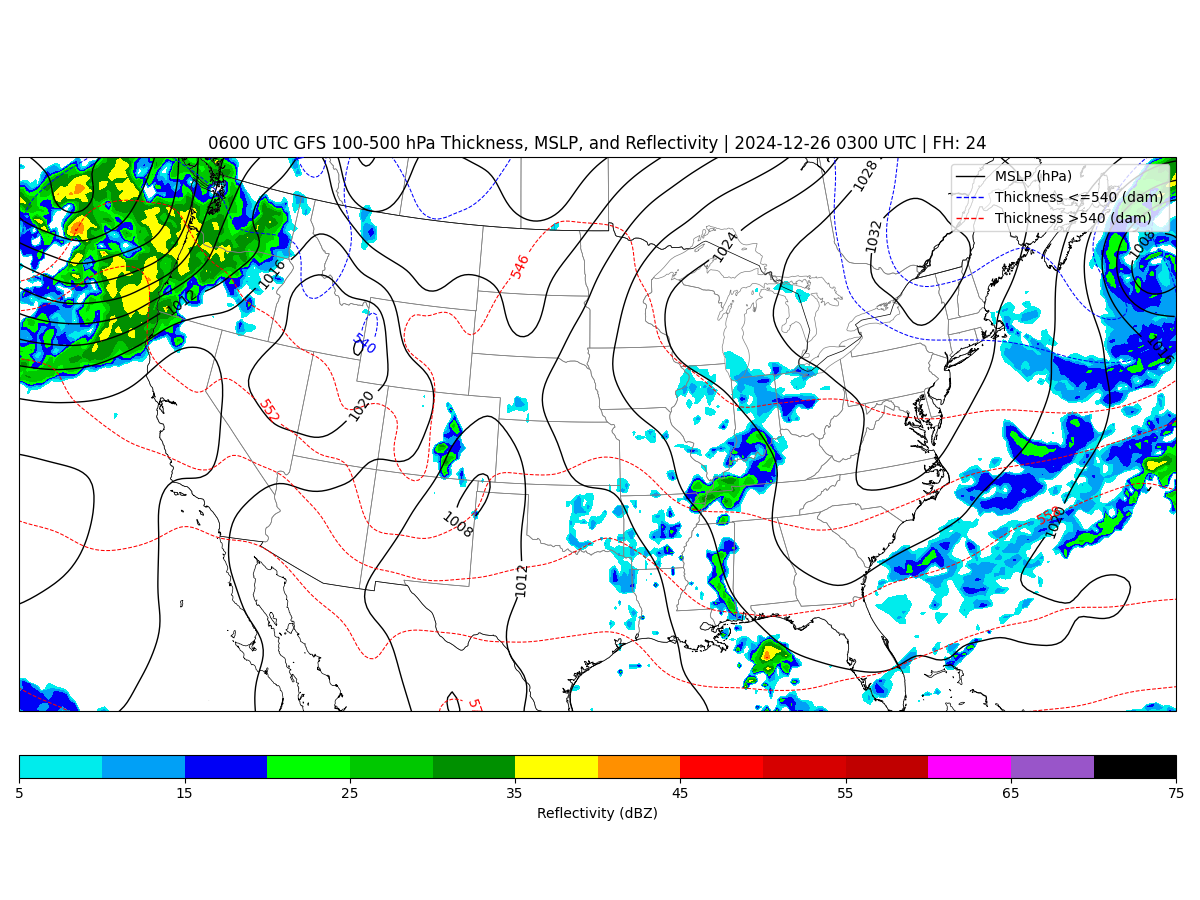 0600 UTC GFS 100-500 hPa Thickness, MSLP, and Reflectivity | 2024-12-26 0300 UTC | FH: 24
MSLP (hPa)
Thickness <=540 (dam)
Thickness >540 (dam)
1028
1032
1024
1008
546
1016
1012
540
552
1020
1008
558
1020
1012
5 15 25 35 45 55 65 75
Reflectivity (dBZ)